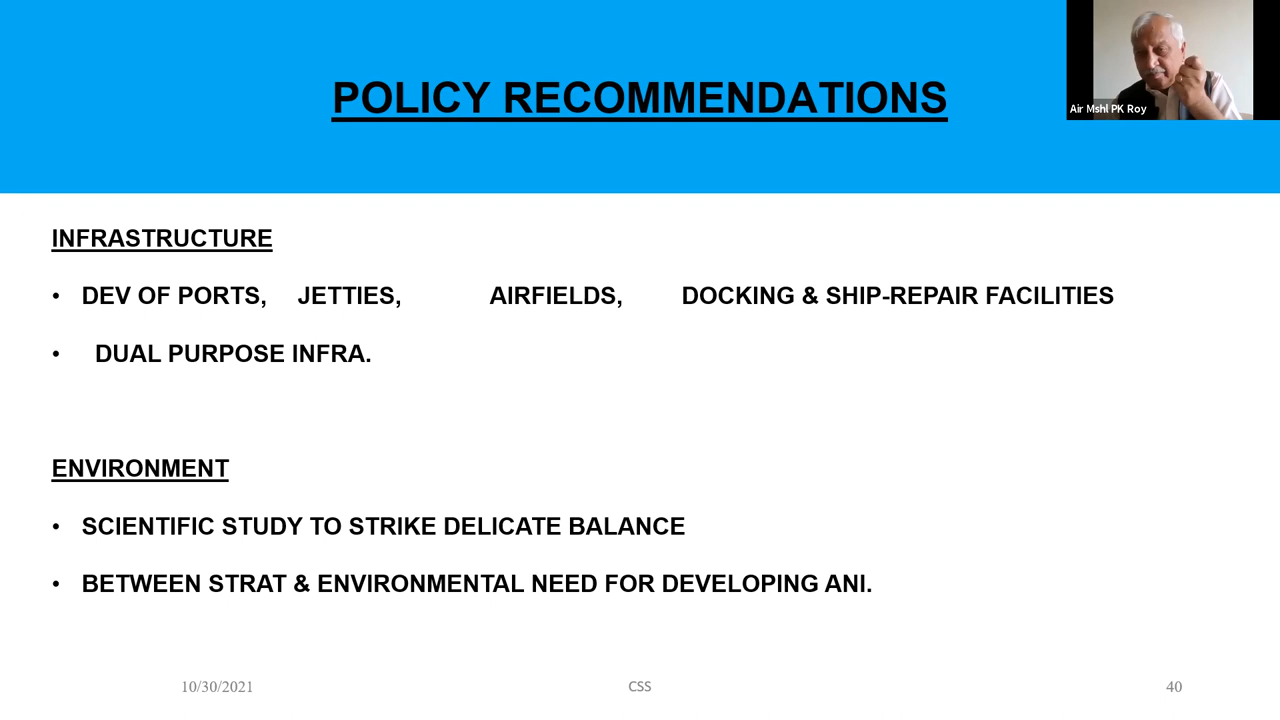 POLICY RECOMMENDATIONS
Air Mshl PK Roy
INFRASTRUCTURE
• DEV OF PORTS, JETTIES, AIRFIELDS, DOCKING & SHIP-REPAIR FACILITIES
• DUAL PURPOSE INFRA.
ENVIRONMENT
• SCIENTIFIC STUDY TO STRIKE DELICATE BALANCE
• BETWEEN STRAT & ENVIRONMENTAL NEED FOR DEVELOPING ANI.
10/30/2021 CSS 40